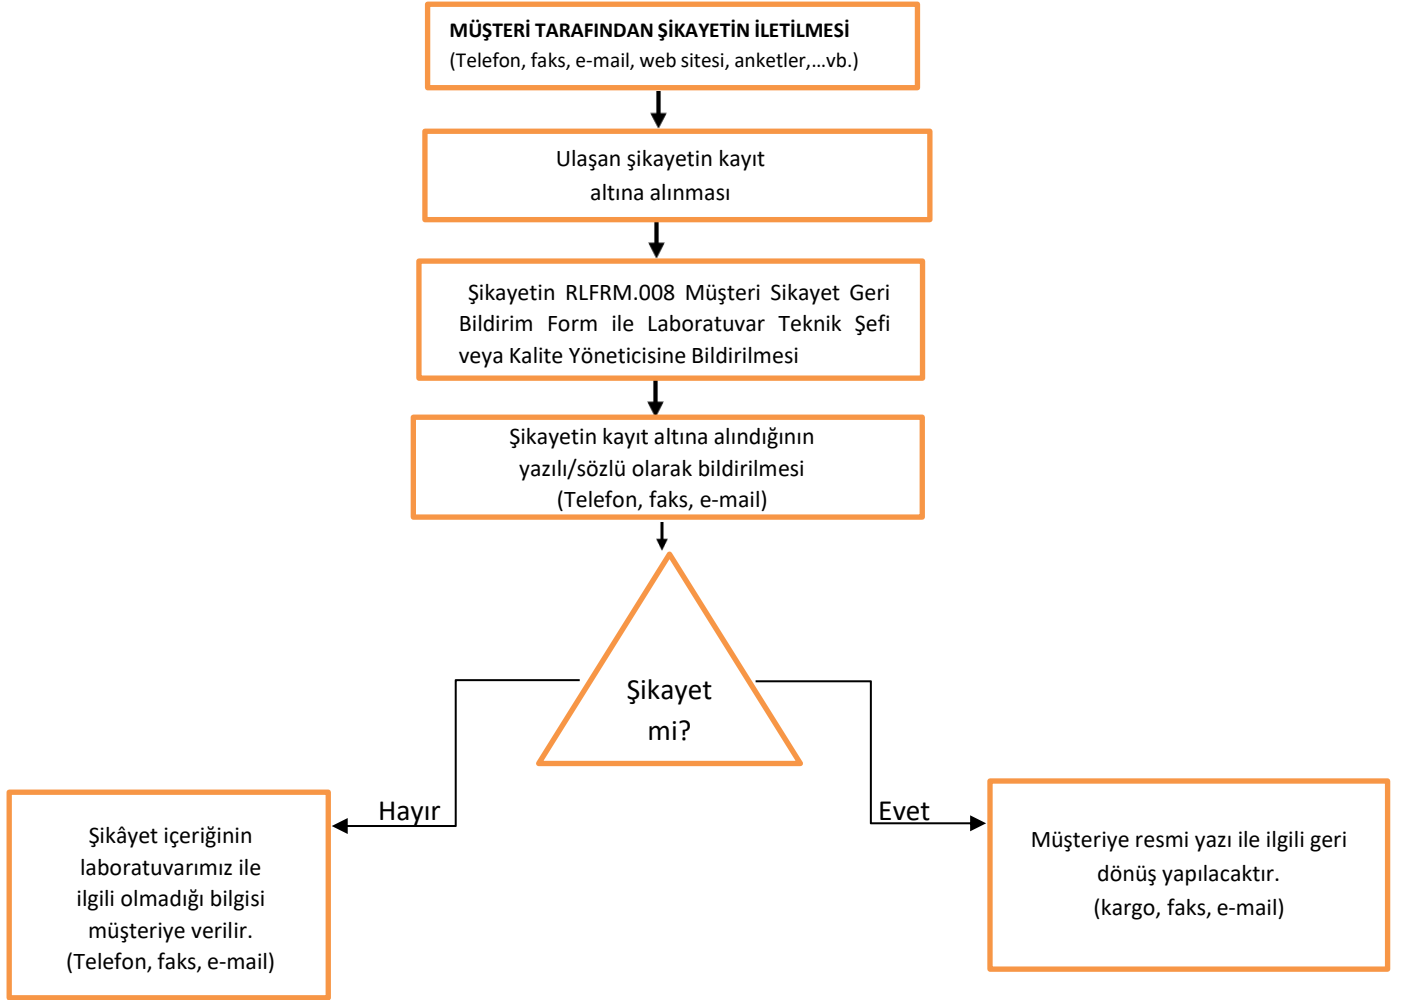 MÜŞTERİ TARAFINDAN ŞİKAYETİN İLETİLMESİ
(Telefon, faks, e-mail, web sitesi, anketler,...vb.)
Ulaşan şikayetin kayıt
altına alınması
Şikayetin RLFRM.008 Müşteri Sikayet Geri
Bildirim Form ile Laboratuvar Teknik Şefi
veya Kalite Yöneticisine Bildirilmesi
Şikayetin kayıt altına alındığının
yazılı/sözlü olarak bildirilmesi
(Telefon, faks, e-mail)
Şikayet
mi?
Hayır
Evet
Şikâyet içeriğinin
laboratuvarımız ile
ilgili olmadığı bilgisi
müşteriye verilir.
(Telefon, faks, e-mail)
Müşteriye resmi yazı ile ilgili geri
dönüş yapılacaktır.
(kargo, faks, e-mail)